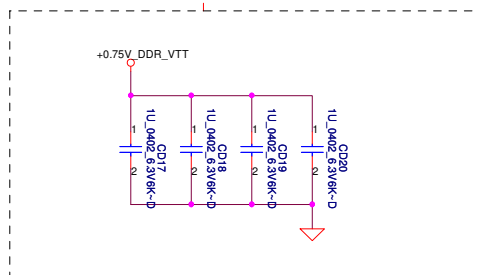 +0.75V_DDR_VTT
1
2
CD17
1U_0402_6.3V6K~D
1
2
CD18
1U_0402_6.3V6K~D
1
2
CD19
1U_0402_6.3V6K~D
1
2
CD20
1U_0402_6.3V6K~D